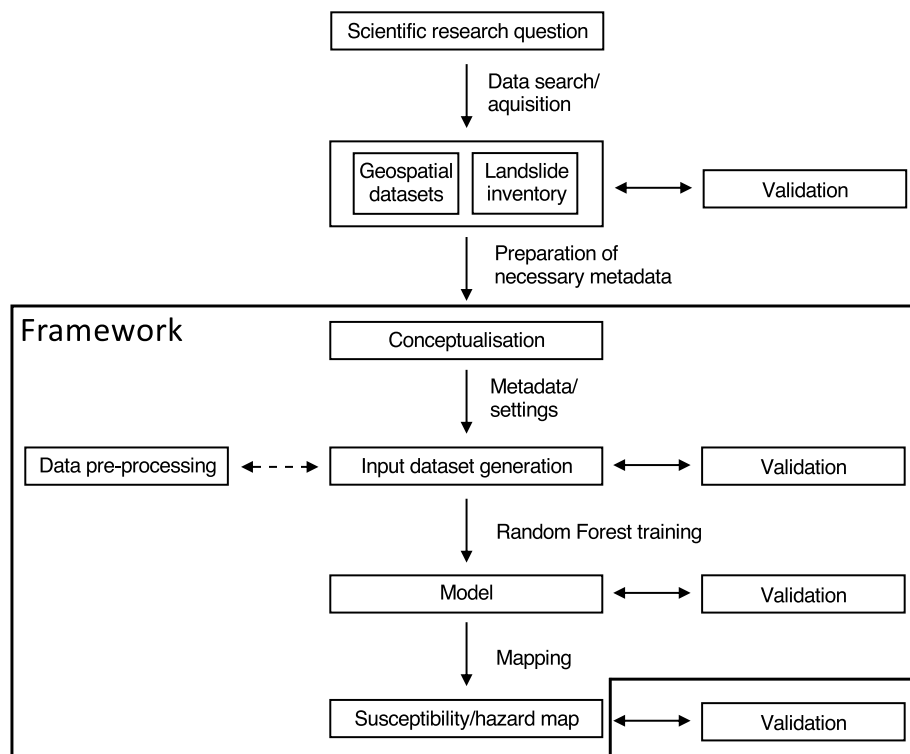 Scientific research question
Data search/
aquisition
Geospatial
datasets
Landslide
inventory
Validation
Preparation of
necessary metadata
Framework
Conceptualisation
Metadata/
settings
Data pre-processing
Input dataset generation
Validation
Random Forest training
Model
Validation
Mapping
Susceptibility/hazard map
Validation